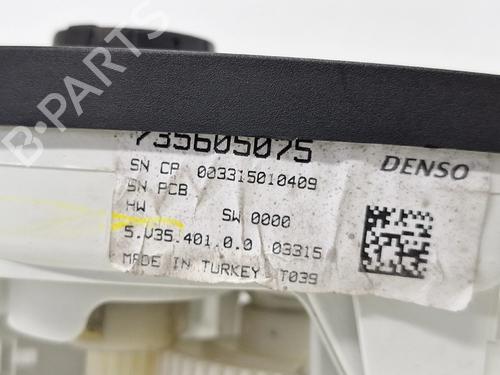 B-PARTS
735605075
DENSO
SN CP 003315010409
SN PCB
HW SW 0000
5.V35.401.0.0 03315
MADE IN TURKEY T039